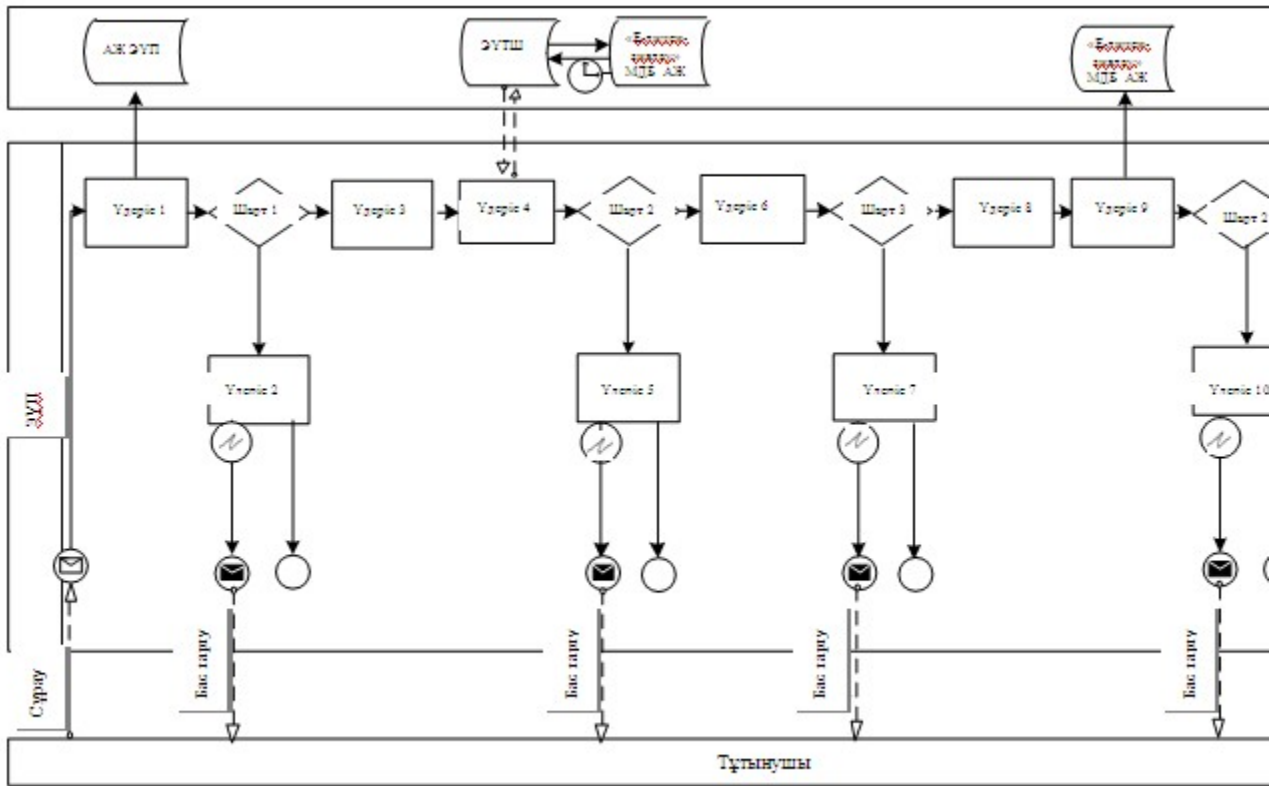 АЖ ЭҮП
ЭҮТШ
МДБ АЖ
МДБ АЖ
Үдеріс 1
Шарт 1
Үдеріс 3
Үдеріс 4
Шарт 2
Үдеріс 6
Шарт 3
Үдеріс 8
Үдеріс 9
Шарт 2
Үдеріс 2
Үдеріс 5
Үдеріс 7
Үдеріс 10
ЭҮП
Сұрау
Бас тарту
Бас тарту
Бас тарту
Бас тарту
Тұтынушы